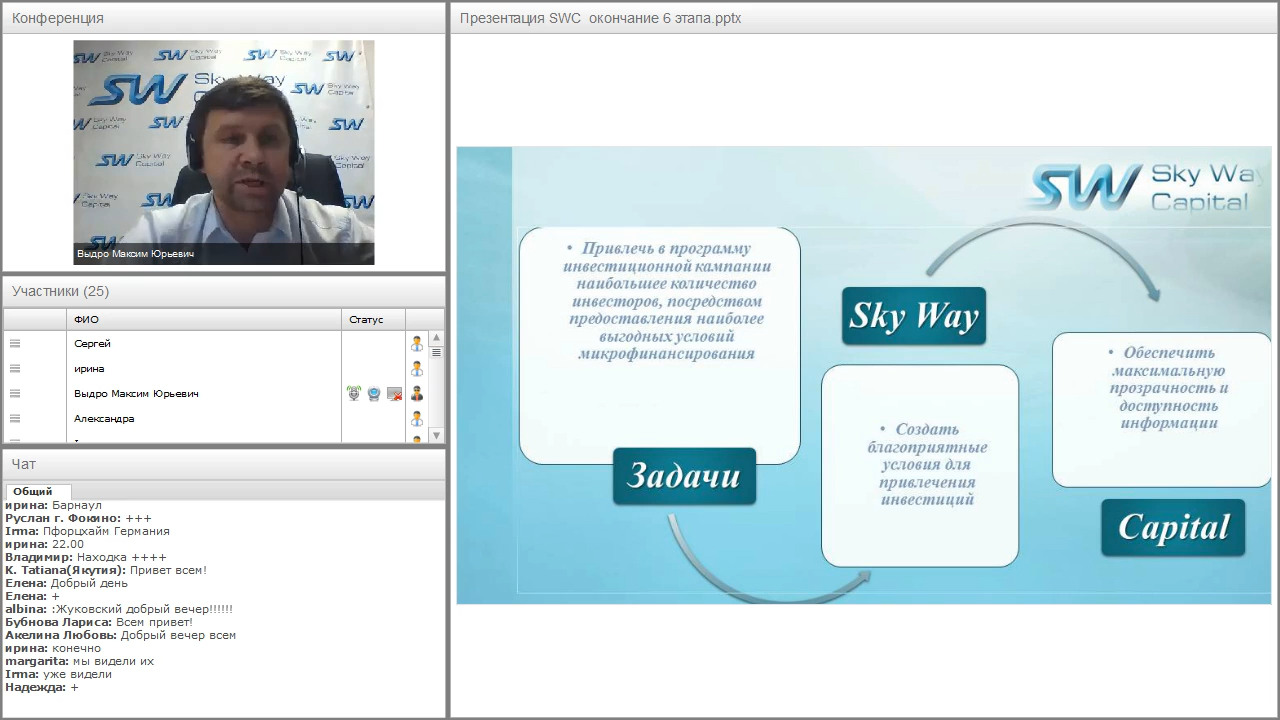 Конференция
SW Sky Way
Capital
Выдро Максим Юрьевич
Участники (25)
ФИО
Статус
Сергей
ирина
Выдро Максим Юрьевич
Александра
Чат
Общий
ирина: Барнаул
Руслан г. Фокино: +++
Irma: Пфорцхайм Германия
ирина: 22.00
Владимир: Находка ++++
K. Tatiana(Якутия): Привет всем!
Елена: Добрый день
Елена: +
albina: :Жуковский добрый вечер!!!!!!
Бубнова Лариса: Всем привет!
Акелина Любовь: Добрый вечер всем
ирина: конечно
margarita: мы видели их
Irma: уже видели
Надежда: +
Презентация SWC окончание 6 этапа.pptx
SW Sky Way
Capital
• Привлечь в программу
инвестиционной кампании
наибольшее количество
инвесторов, посредством
предоставления наиболее
выгодных условий
микрофинансирования
Задачи
Sky Way
• Создать
благоприятные
условия для
привлечения
инвестиций
• Обеспечить
максимальную
прозрачность и
доступность
информации
Capital